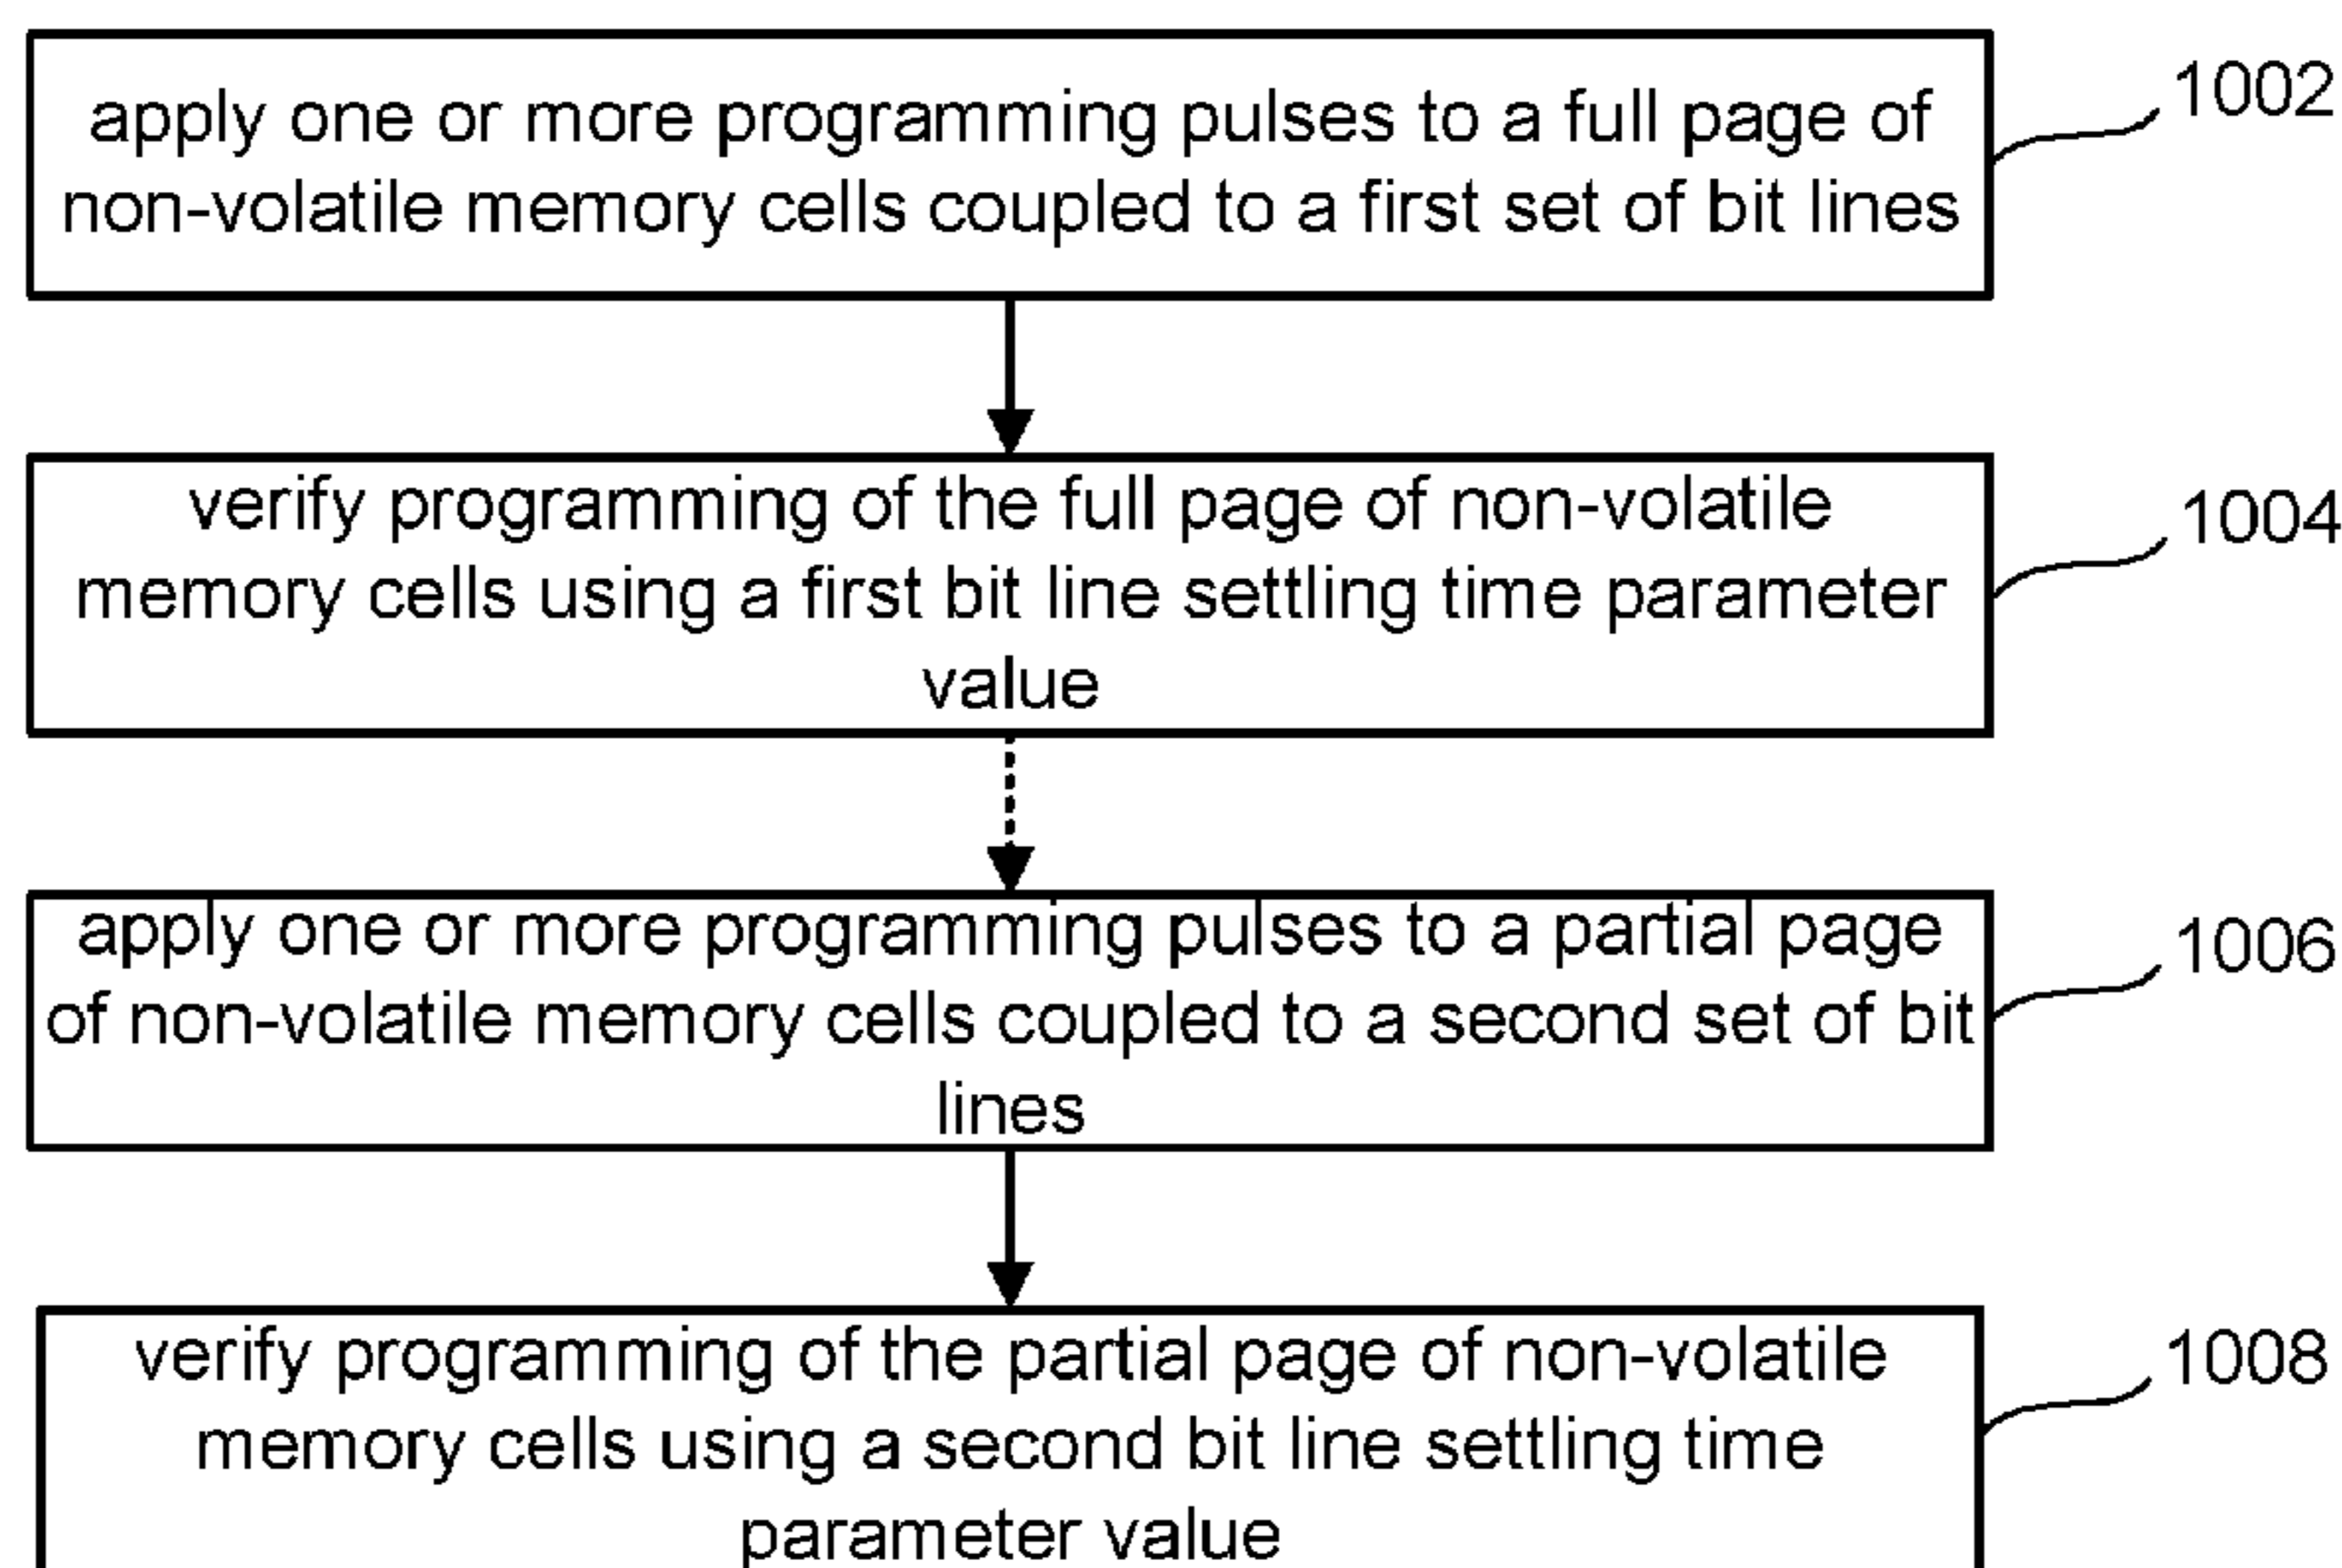 apply one or more programming pulses to a full page of
non-volatile memory cells coupled to a first set of bit lines
1002
verify programming of the full page of non-volatile
memory cells using a first bit line settling time parameter
value
1004
apply one or more programming pulses to a partial page
of non-volatile memory cells coupled to a second set of bit
lines
1006
verify programming of the partial page of non-volatile
memory cells using a second bit line settling time
parameter value
1008